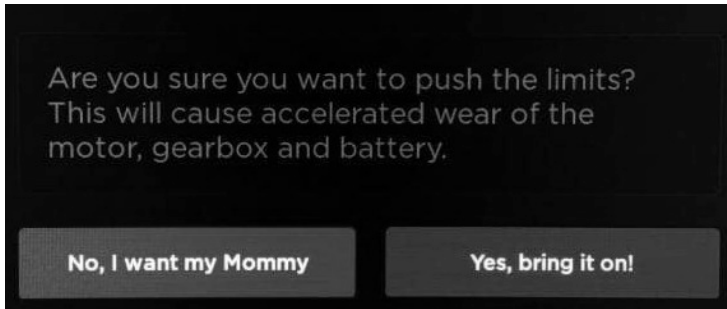 Are you sure you want to push the limits?
This will cause accelerated wear of the
motor, gearbox and battery.
No, I want my Mommy
Yes, bring it on!